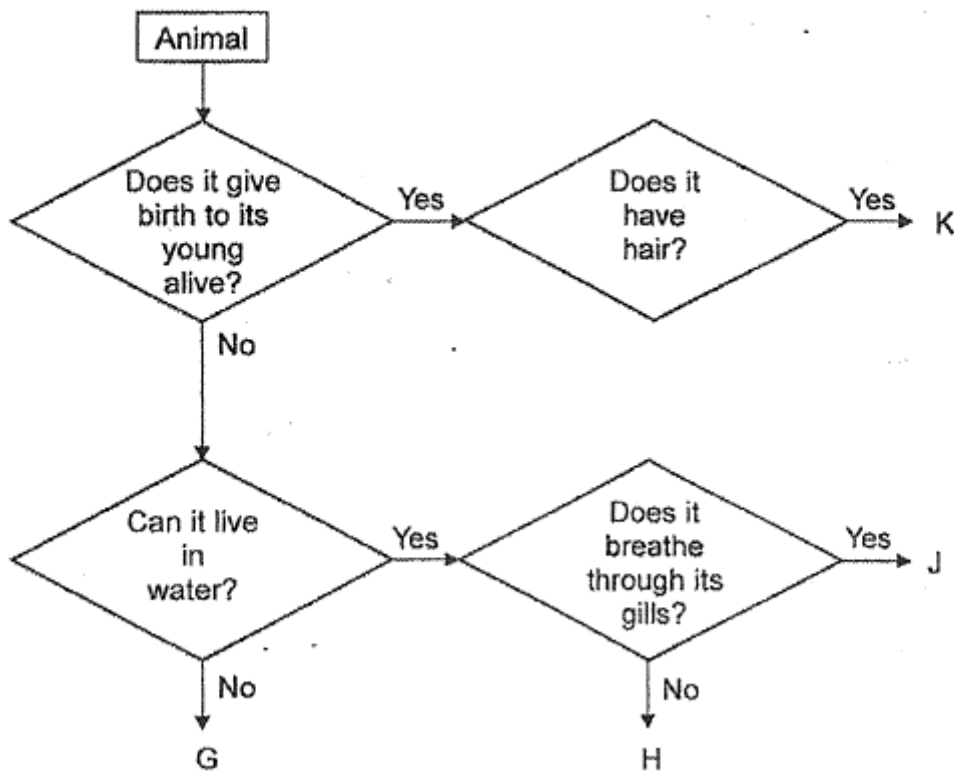 Animal
Does it give
birth to its
young
alive?
Yes
Does it
have
hair?
Yes
K
No
Can it live
in
water?
Yes
Does it
breathe
through its
gills?
Yes
J
No
G
No
H